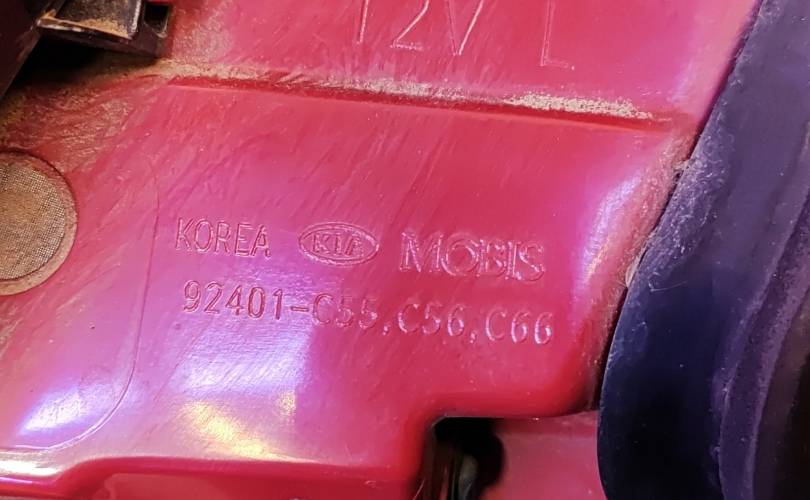 12V L
KOREA KIA MOBIS
92401-C55,C56,C66